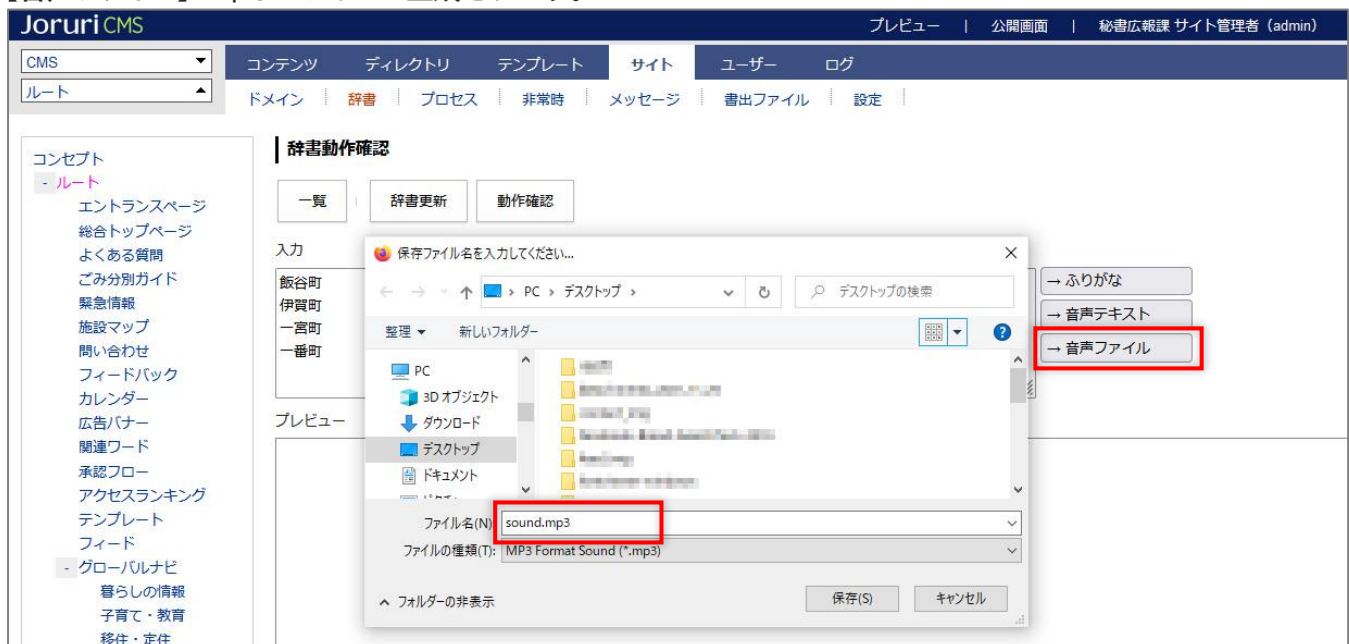 Joruri CMS
プレビュー | 公開画面 | 秘書広報課 サイト管理者（admin）
CMS
コンテンツ ディレクトリ テンプレート サイト ユーザー ログ
ルート
ドメイン 辞書 プロセス 非常時 メッセージ 書出ファイル 設定
コンセプト
- ルート
エントランスページ
総合トップページ
よくある質問
ごみ分別ガイド
緊急情報
施設マップ
問い合わせ
フィードバック
カレンダー
広告バナー
関連ワード
承認フロー
アクセスランキング
テンプレート
フィード
- グローバルナビ
暮らしの情報
子育て・教育
移住・定住
辞書動作確認
一覧 辞書更新 動作確認
入力
飯谷町
伊賀町
一宮町
一番町
→ ふりがな
→ 音声テキスト
→ 音声ファイル
プレビュー
保存ファイル名を入力してください...
PC › デスクトップ ›
デスクトップの検索
整理 新しいフォルダー
PC
3D オブジェクト
ダウンロード
デスクトップ
ドキュメント
ファイル名(N): sound.mp3
ファイルの種類(T): MP3 Format Sound (*.mp3)
フォルダーの非表示
保存(S) キャンセル